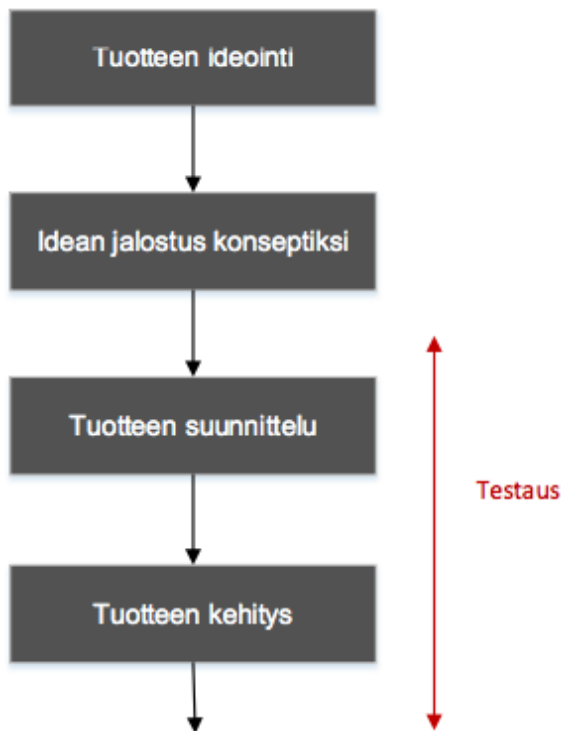 Tuotteen ideointi
Idean jalostus konseptiksi
Tuotteen suunnittelu
Testaus
Tuotteen kehitys